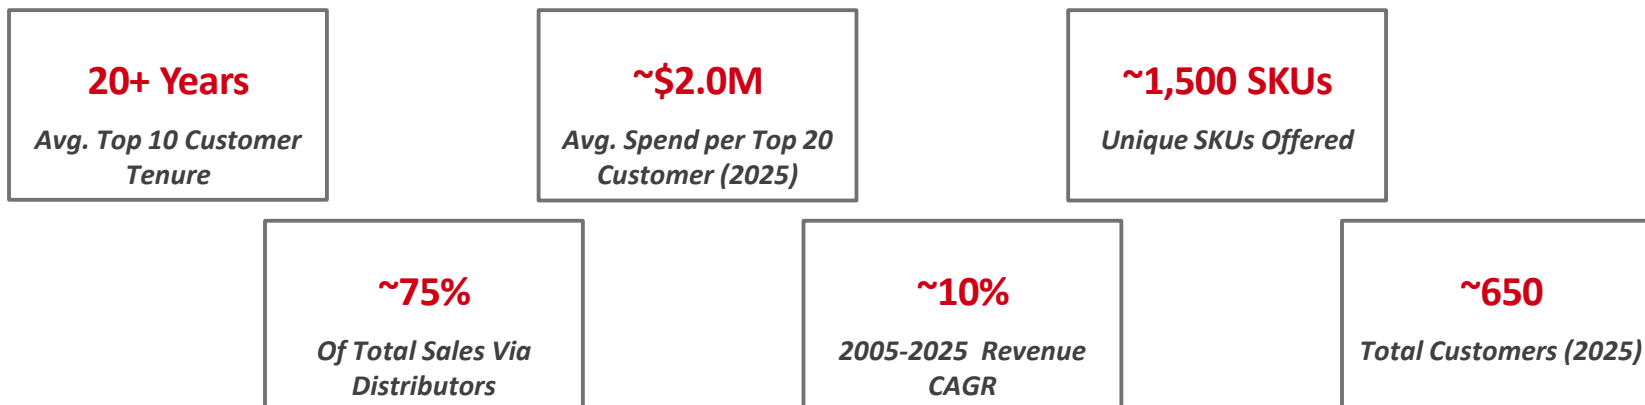 20+ Years
Avg. Top 10 Customer
Tenure
~$2.0M
Avg. Spend per Top 20
Customer (2025)
~1,500 SKUs
Unique SKUs Offered
~75%
Of Total Sales Via
Distributors
~10%
2005-2025  Revenue
CAGR
~650
Total Customers (2025)